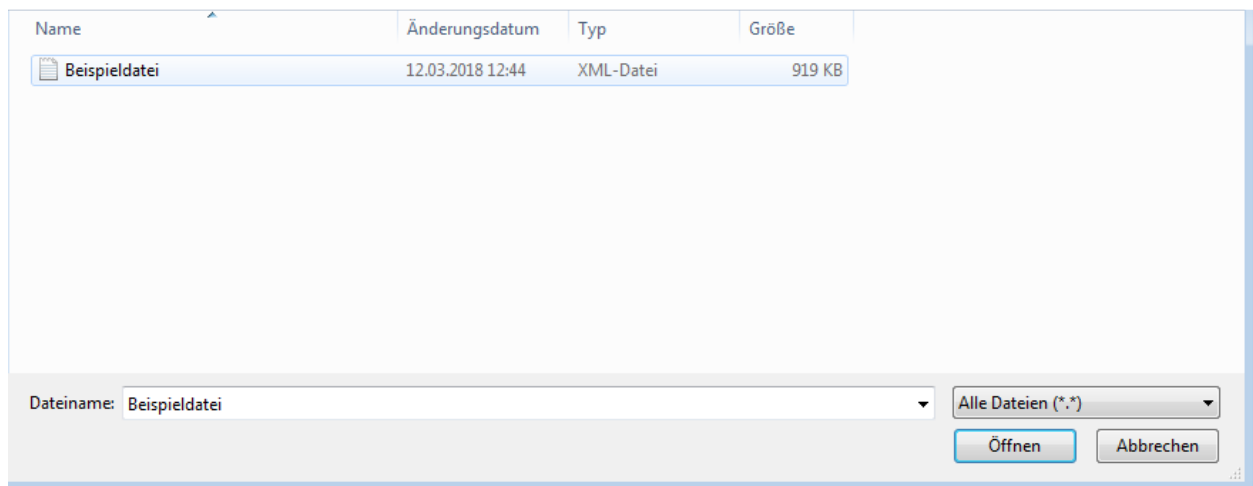 Name Änderungsdatum Typ Größe
Beispieldatei 12.03.2018 12:44 XML-Datei 919 KB
Dateiname: Beispieldatei Alle Dateien (*.*)
Öffnen Abbrechen